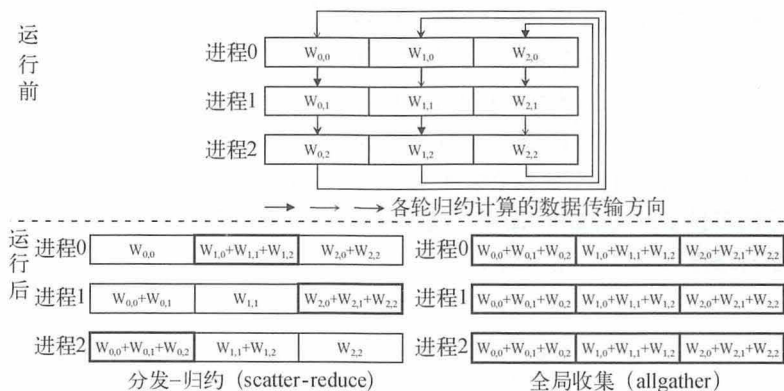 运行前
进程0 W0,0 W1,0 W2,0
进程1 W0,1 W1,1 W2,1
进程2 W0,2 W1,2 W2,2
各轮归约计算的数据传输方向
运行后
进程0 W0,0 W1,0+W1,1+W1,2 W2,0+W2,2
进程1 W0,0+W0,1 W1,1 W2,0+W2,1+W2,2
进程2 W0,0+W0,1+W0,2 W1,1+W1,2 W2,2
分发-归约(scatter-reduce)
进程0 W0,0+W0,1+W0,2 W1,0+W1,1+W1,2 W2,0+W2,1+W2,2
进程1 W0,0+W0,1+W0,2 W1,0+W1,1+W1,2 W2,0+W2,1+W2,2
进程2 W0,0+W0,1+W0,2 W1,0+W1,1+W1,2 W2,0+W2,1+W2,2
全局收集(allgather)